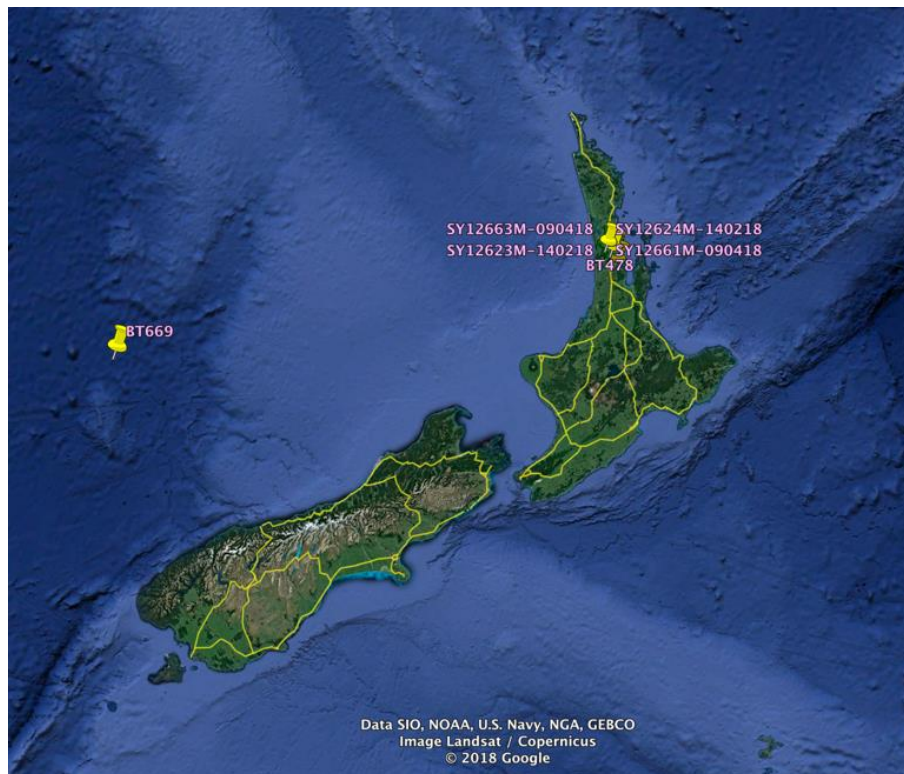 SY12663M-090418 SY12624M-140218
SY12623M-140218 SY12661M-090418
BT478
BT669
Data SIO, NOAA, U.S. Navy, NGA, GEBCO
Image Landsat / Copernicus
© 2018 Google